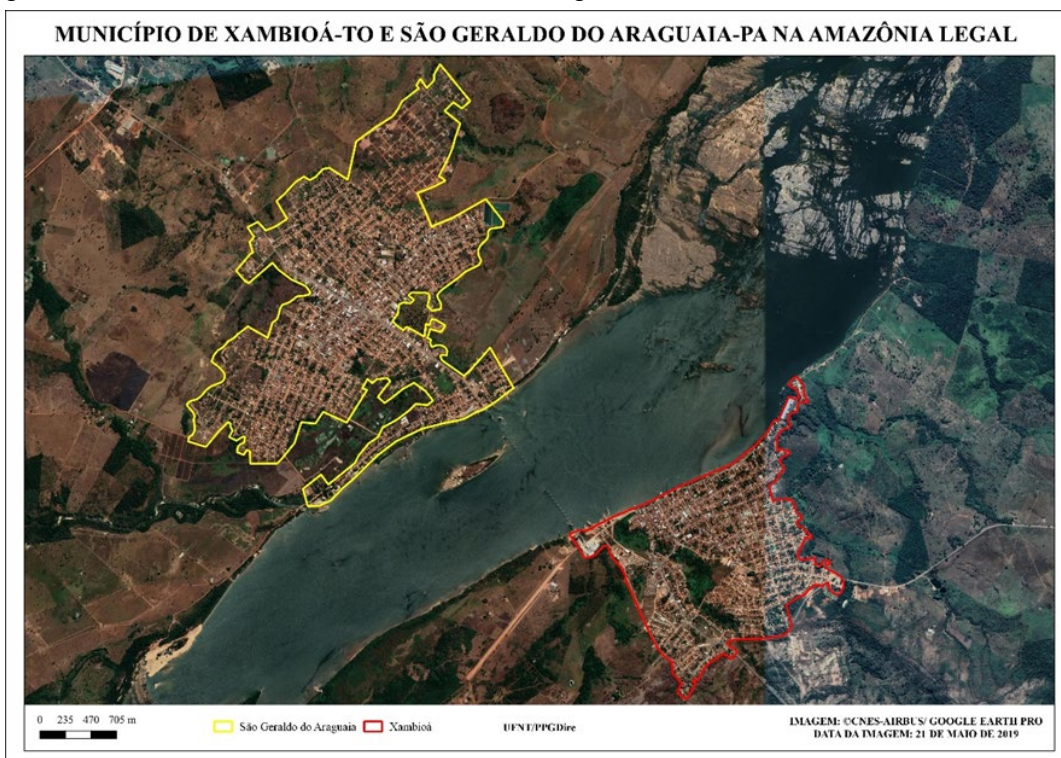 MUNICÍPIO DE XAMBIOÁ-TO E SÃO GERALDO DO ARAGUAIA-PA NA AMAZÔNIA LEGAL
0 235 470 705 m
São Geraldo do Araguaia
Xambioá
UFNT/PPGDire
IMAGEM: ©CNES-AIRBUS/ GOOGLE EARTH PRO
DATA DA IMAGEM: 21 DE MAIO DE 2019